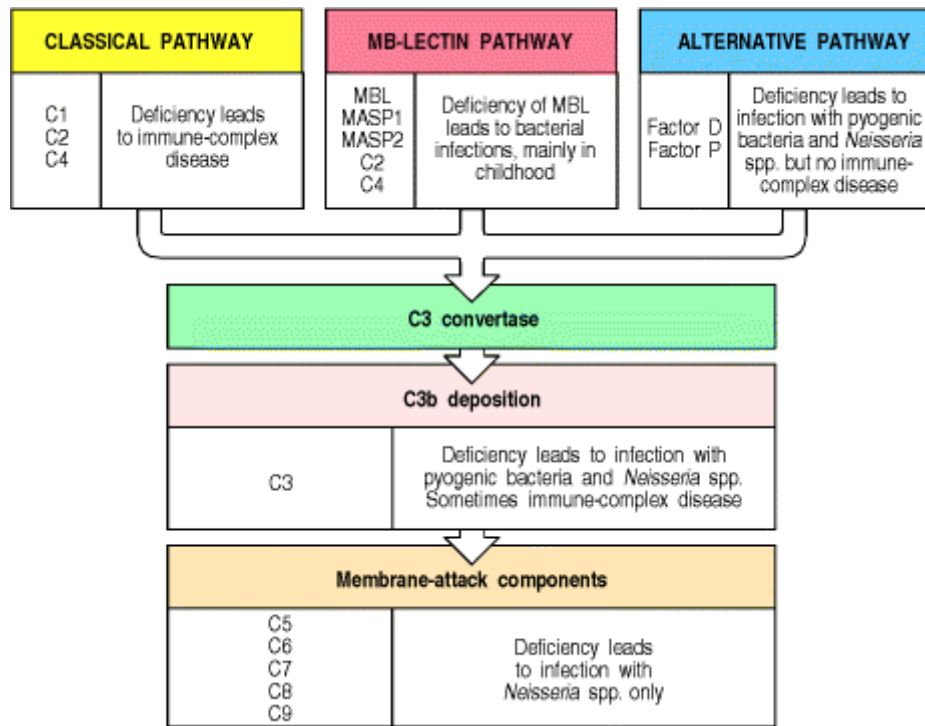 CLASSICAL PATHWAY
C1
C2
C4
Deficiency leads
to immune-complex
disease
MB-LECTIN PATHWAY
MBL
MASP1
MASP2
C2
C4
Deficiency of MBL
leads to bacterial
infections, mainly in
childhood
ALTERNATIVE PATHWAY
Factor D
Factor P
Deficiency leads to
infection with pyogenic
bacteria and Neisseria
spp. but no immune-
complex disease
C3 convertase
C3b deposition
C3
Deficiency leads to infection with
pyogenic bacteria and Neisseria spp.
Sometimes immune-complex disease
Membrane-attack components
C5
C6
C7
C8
C9
Deficiency leads
to infection with
Neisseria spp. only